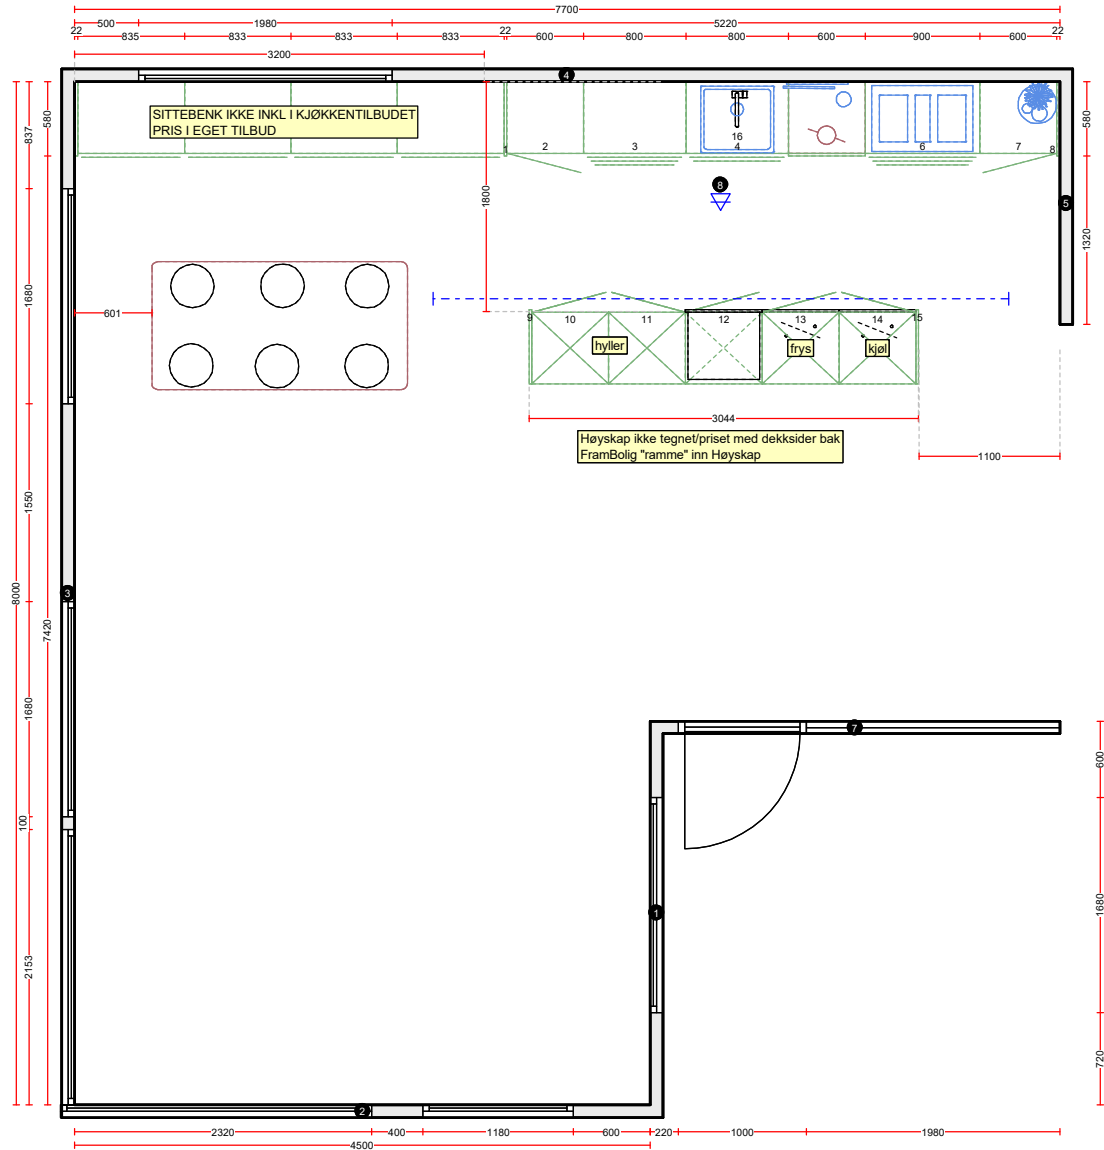 7700
500 1980 5220
22 835 833 833 833 22 600 800 800 600 900 600 22
3200
4
SITTEBENK IKKE INKL I KJØKKENTILBUDET
PRIS I EGET TILBUD
837
580
580
16
1 2 3 4 6 7 8
8
5
1800
1320
1680
601
9 10 11 12 13 14 15
hyller
frys
kjøl
3044
Høyskap ikke tegnet/priset med dekksider bak
FramBolig "ramme" inn Høyskap
1100
1550
8000
3
7420
1680
7
600
100
1
1680
2153
720
2
2320 400 1180 600 220 1000 1980
4500